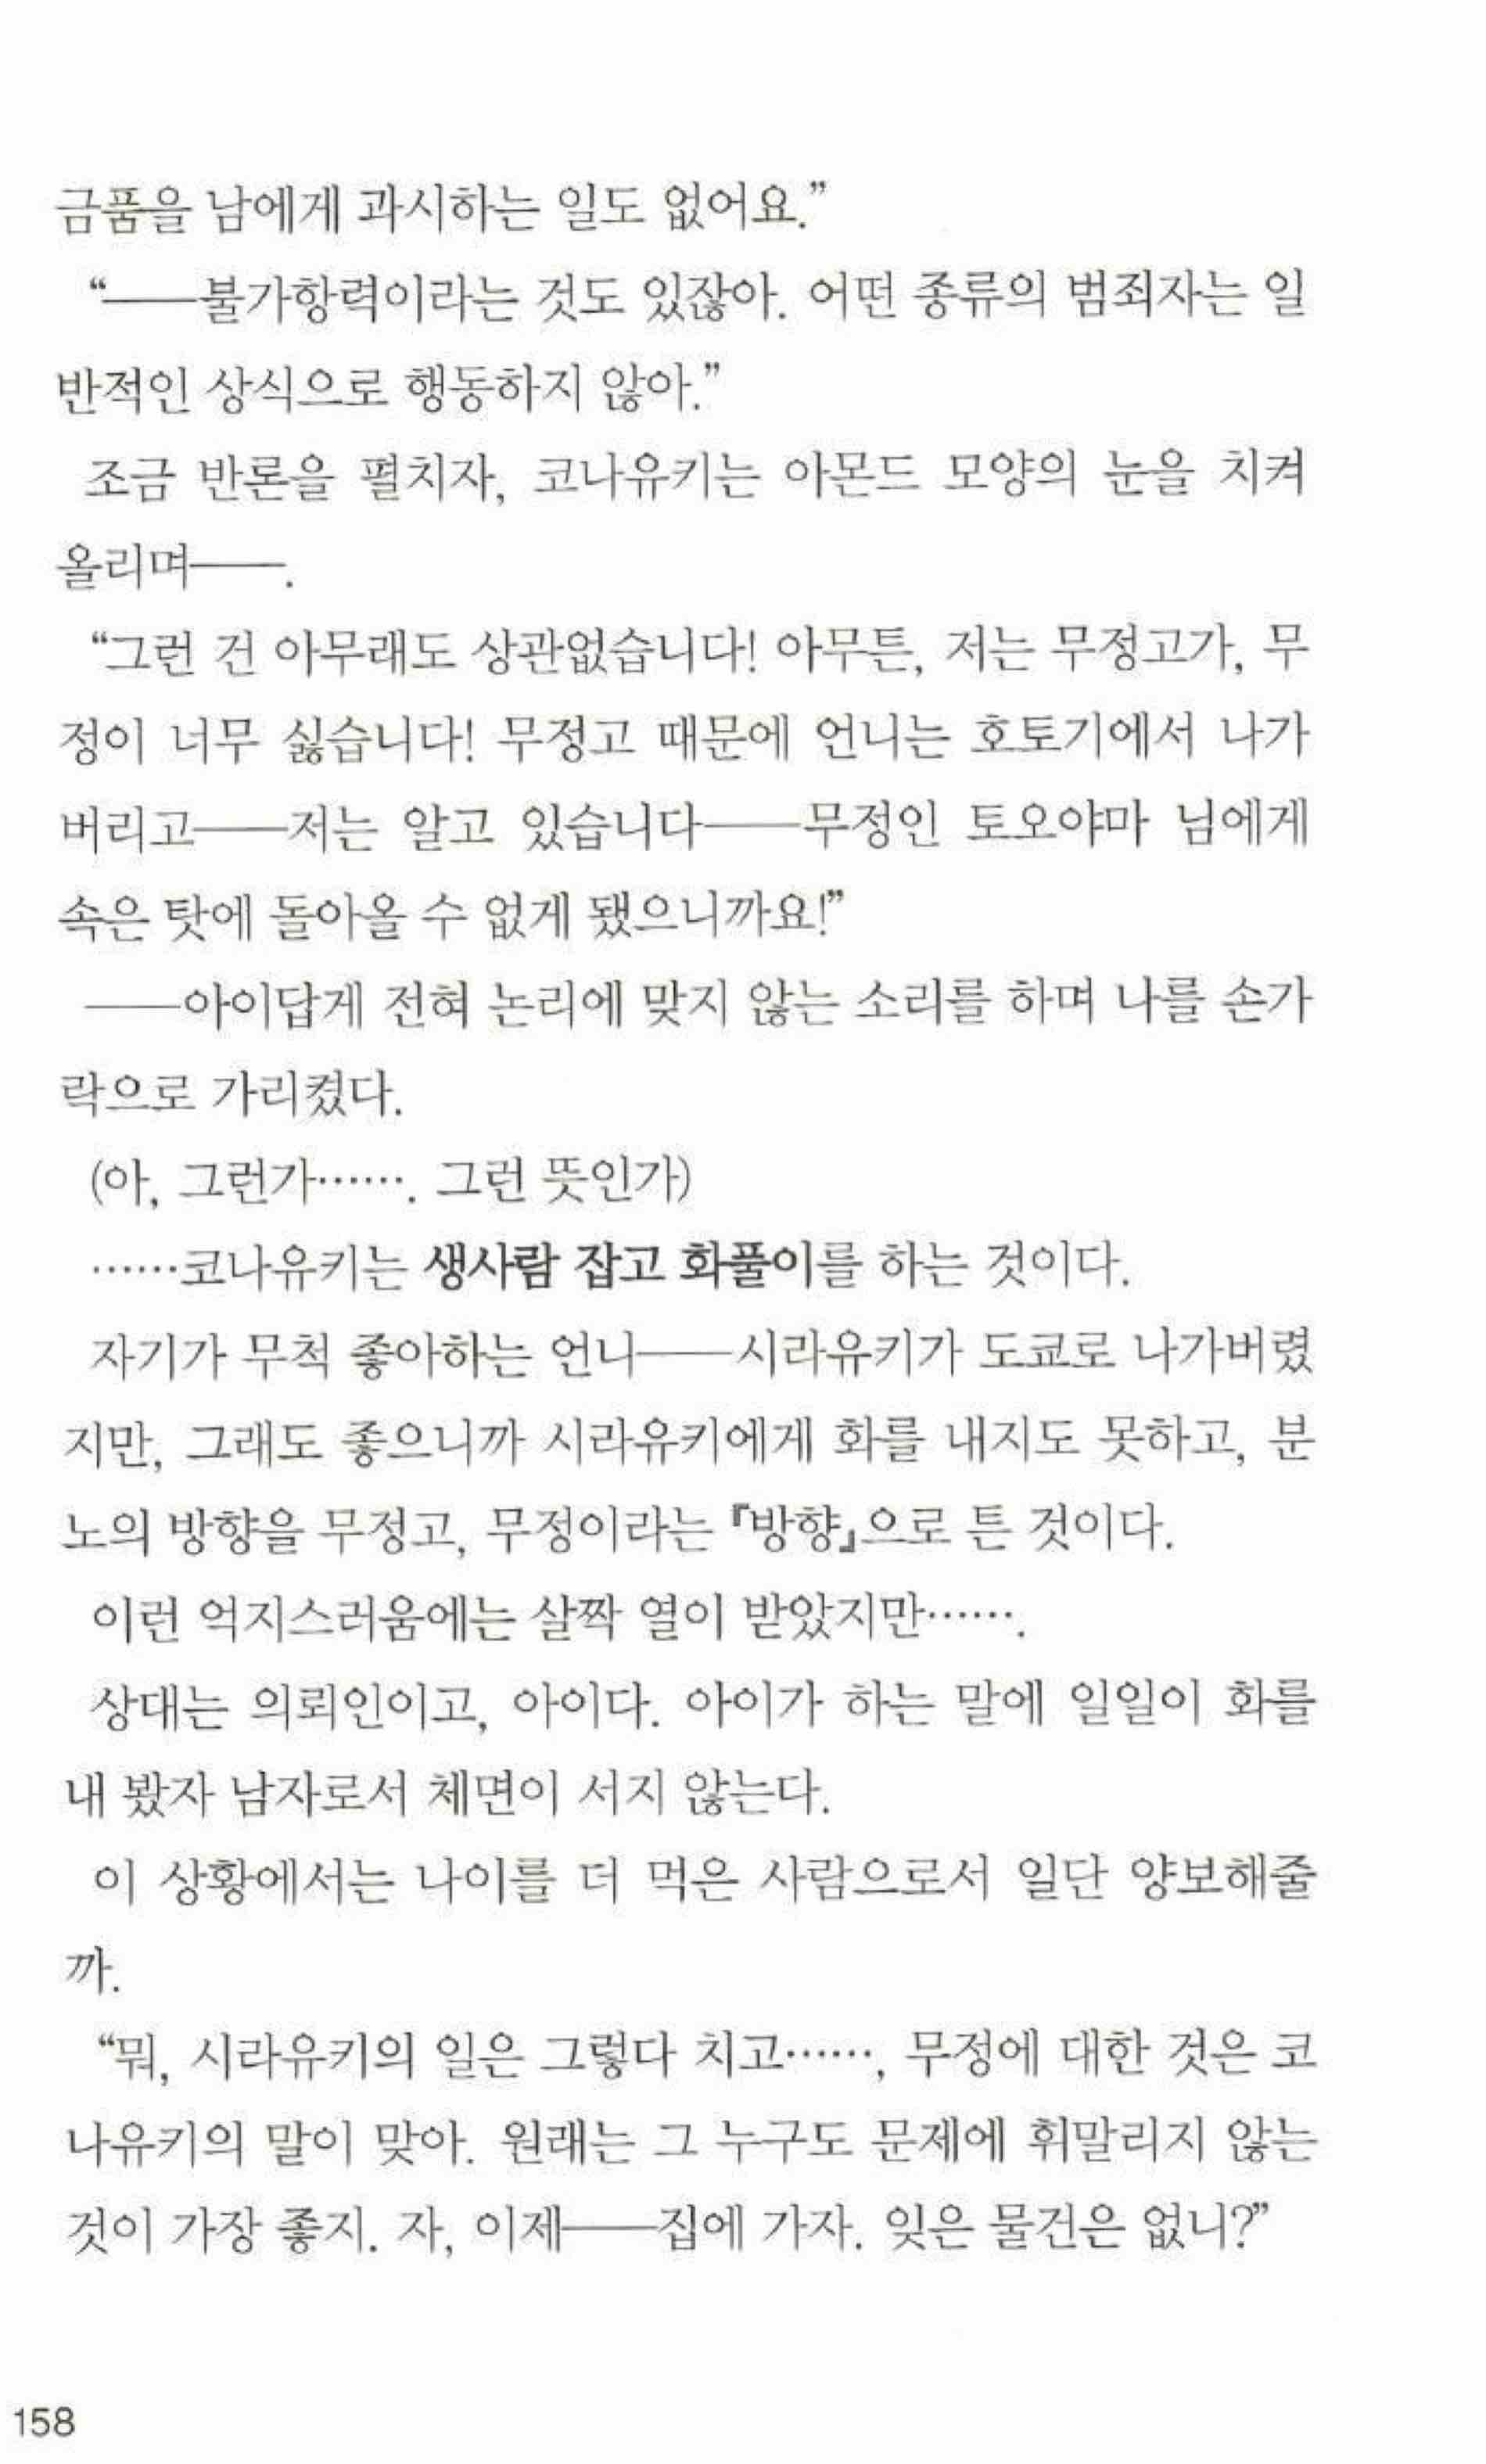 금품을 남에게 과시하는 일도 없어요.”
“──불가항력이라는 것도 있잖아. 어떤 종류의 범죄자는 일
반적인 상식으로 행동하지 않아.”
조금 반론을 펼치자, 코나유키는 아몬드 모양의 눈을 치켜
올리며──.
“그런 건 아무래도 상관없습니다! 아무튼, 저는 무정고가, 무
정이 너무 싫습니다! 무정고 때문에 언니는 호토기에서 나가
버리고──저는 알고 있습니다──무정인 토오야마 님에게
속은 탓에 돌아올 수 없게 됐으니까요!”
──아이답게 전혀 논리에 맞지 않는 소리를 하며 나를 손가
락으로 가리켰다.
(아, 그런가……. 그런 뜻인가)
……코나유키는 생사람 잡고 화풀이를 하는 것이다.
자기가 무척 좋아하는 언니──시라유키가 도쿄로 나가버렸
지만, 그래도 좋으니까 시라유키에게 화를 내지도 못하고, 분
노의 방향을 무정고, 무정이라는 『방향』으로 튼 것이다.
이런 억지스러움에는 살짝 열이 받았지만…….
상대는 의뢰인이고, 아이다. 아이가 하는 말에 일일이 화를
내 봤자 남자로서 체면이 서지 않는다.
이 상황에서는 나이를 더 먹은 사람으로서 일단 양보해줄
까.
“뭐, 시라유키의 일은 그렇다 치고……, 무정에 대한 것은 코
나유키의 말이 맞아. 원래는 그 누구도 문제에 휘말리지 않는
것이 가장 좋지. 자, 이제──집에 가자. 잊은 물건은 없니?”
158